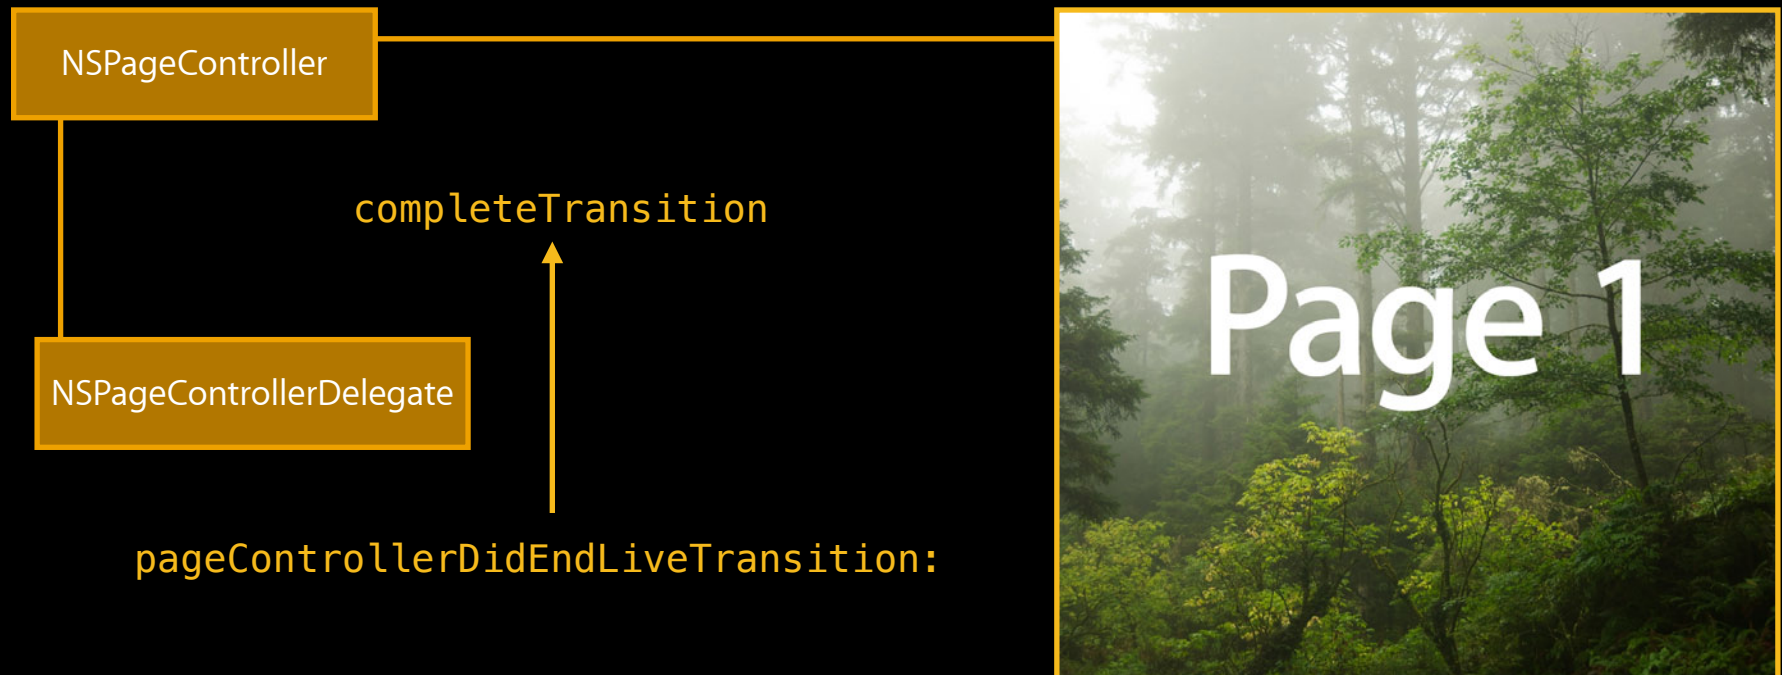 NSPageController
completeTransition
NSPageControllerDelegate
pageControllerDidEndLiveTransition:
Page 1